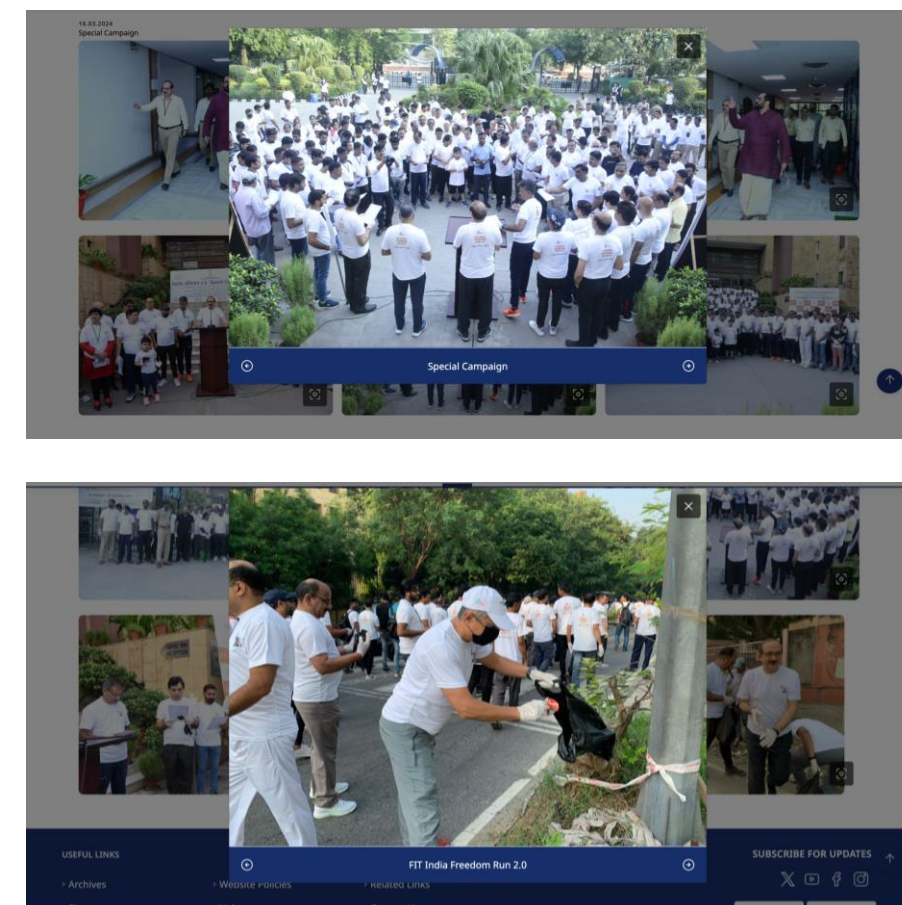 16.03.2024
Special Campaign
Special Campaign
FIT India Freedom Run 2.0
USEFUL LINKS
SUBSCRIBE FOR UPDATES
› Archives
› Website Policies
› Related Links